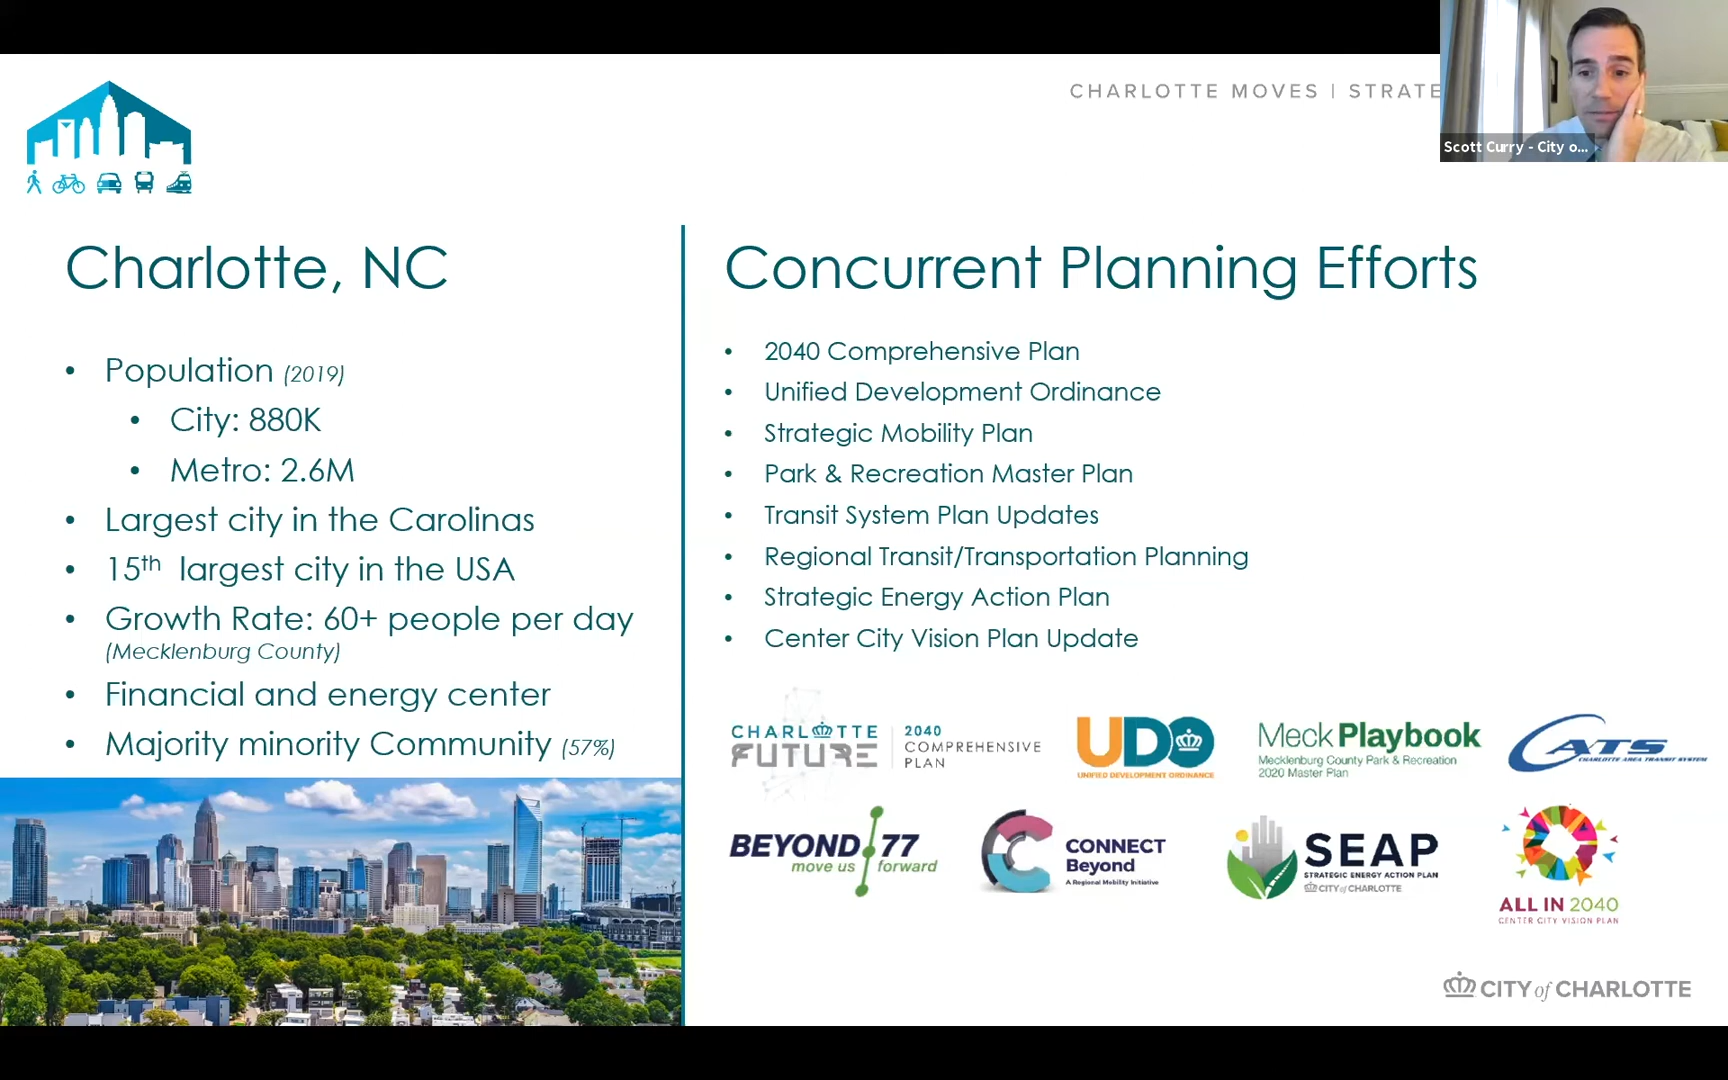 CHARLOTTE MOVES | STRATE
Scott Curry - City o...
Charlotte, NC
• Population (2019)
• City: 880K
• Metro: 2.6M
• Largest city in the Carolinas
• 15th largest city in the USA
• Growth Rate: 60+ people per day
(Mecklenburg County)
• Financial and energy center
• Majority minority Community (57%)
Concurrent Planning Efforts
• 2040 Comprehensive Plan
• Unified Development Ordinance
• Strategic Mobility Plan
• Park & Recreation Master Plan
• Transit System Plan Updates
• Regional Transit/Transportation Planning
• Strategic Energy Action Plan
• Center City Vision Plan Update
CHARLOTTE
FUTURE
2040
COMPREHENSIVE
PLAN
UDO
UNIFIED DEVELOPMENT ORDINANCE
Meck Playbook
Mecklenburg County Park & Recreation
2020 Master Plan
CATS
CHARLOTTE AREA TRANSIT SYSTEM
BEYOND 77
move us forward
CONNECT
Beyond
A Regional Mobility Initiative
SEAP
STRATEGIC ENERGY ACTION PLAN
CITY of CHARLOTTE
ALL IN 2040
CENTER CITY VISION PLAN
CITY of CHARLOTTE